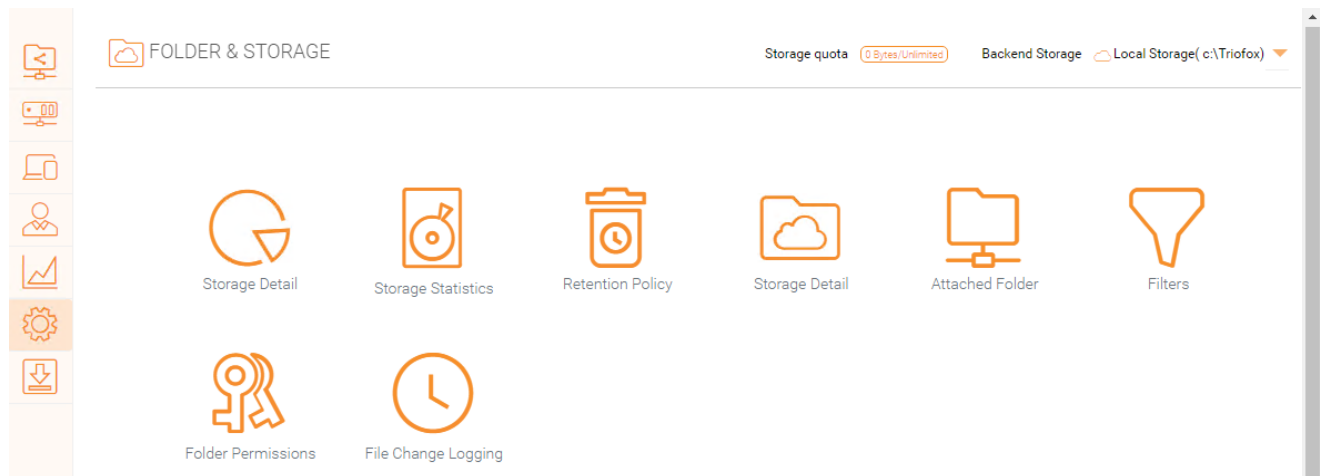 FOLDER & STORAGE
Storage quota 0 Bytes/Unlimited Backend Storage Local Storage( c:\Triofox)
Storage Detail Storage Statistics Retention Policy Storage Detail Attached Folder Filters
Folder Permissions File Change Logging